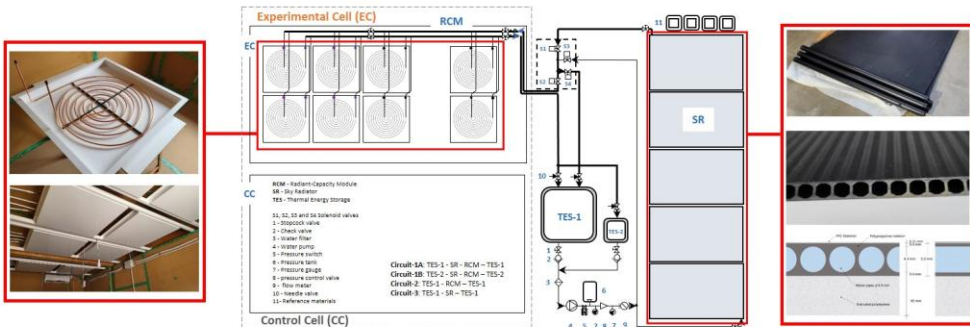 Experimental Cell (EC)
RCM
EC
11
S1
S3
S2
S4
SR
CC
RCM - Radiant-Capacity Module
SR - Sky Radiator
TES - Thermal Energy Storage
S1, S2, S3 and S4 Solenoid valves
1 - Stopcock valve
2 - Check valve
3 - Water filter
4 - Water pump
5 - Pressure switch
6 - Pressure tank
7 - Pressure gauge
8 - pressure control valve
9 - flow meter
10 - Needle valve
11- Reference materials
Circuit-1A: TES-1 - SR - RCM – TES-1
Circuit-1B: TES-2 - SR - RCM – TES-2
Circuit-2: TES-1 - RCM – TES-1
Circuit-3: TES-1 - SR – TES-1
10
TES-1
TES-2
1
2
3
6
4 5 7 8 7 9
Control Cell (CC)